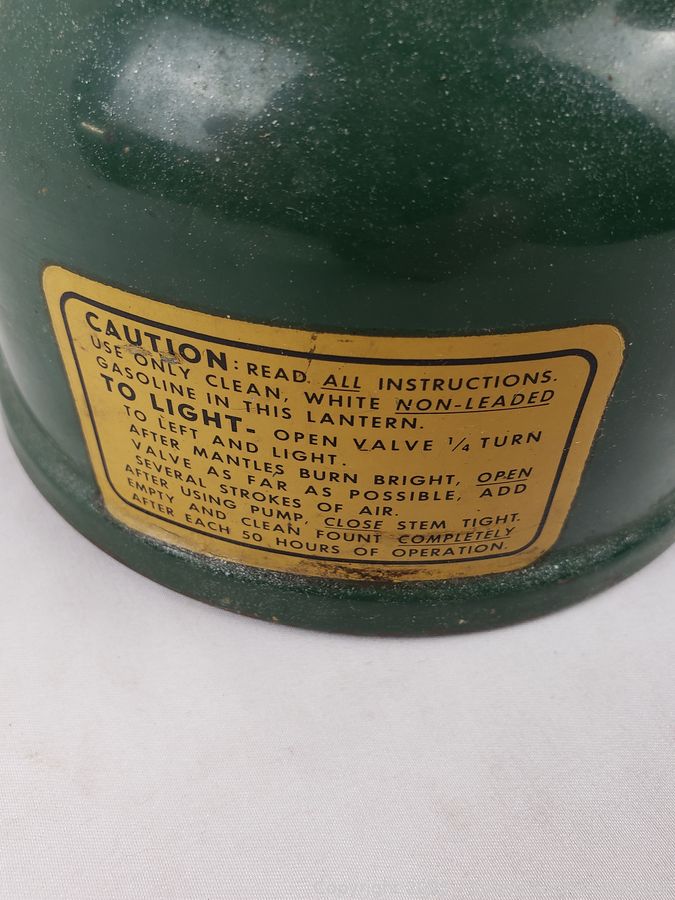 CAUTION: READ ALL INSTRUCTIONS.
USE ONLY CLEAN, WHITE NON-LEADED
GASOLINE IN THIS LANTERN.
TO LIGHT- OPEN VALVE 1/4 TURN
TO LEFT AND LIGHT.
AFTER MANTLES BURN BRIGHT, OPEN
VALVE AS FAR AS POSSIBLE, ADD
SEVERAL STROKES OF AIR.
AFTER USING PUMP, CLOSE STEM TIGHT.
EMPTY AND CLEAN FOUNT COMPLETELY
AFTER EACH 50 HOURS OF OPERATION.
Copyright